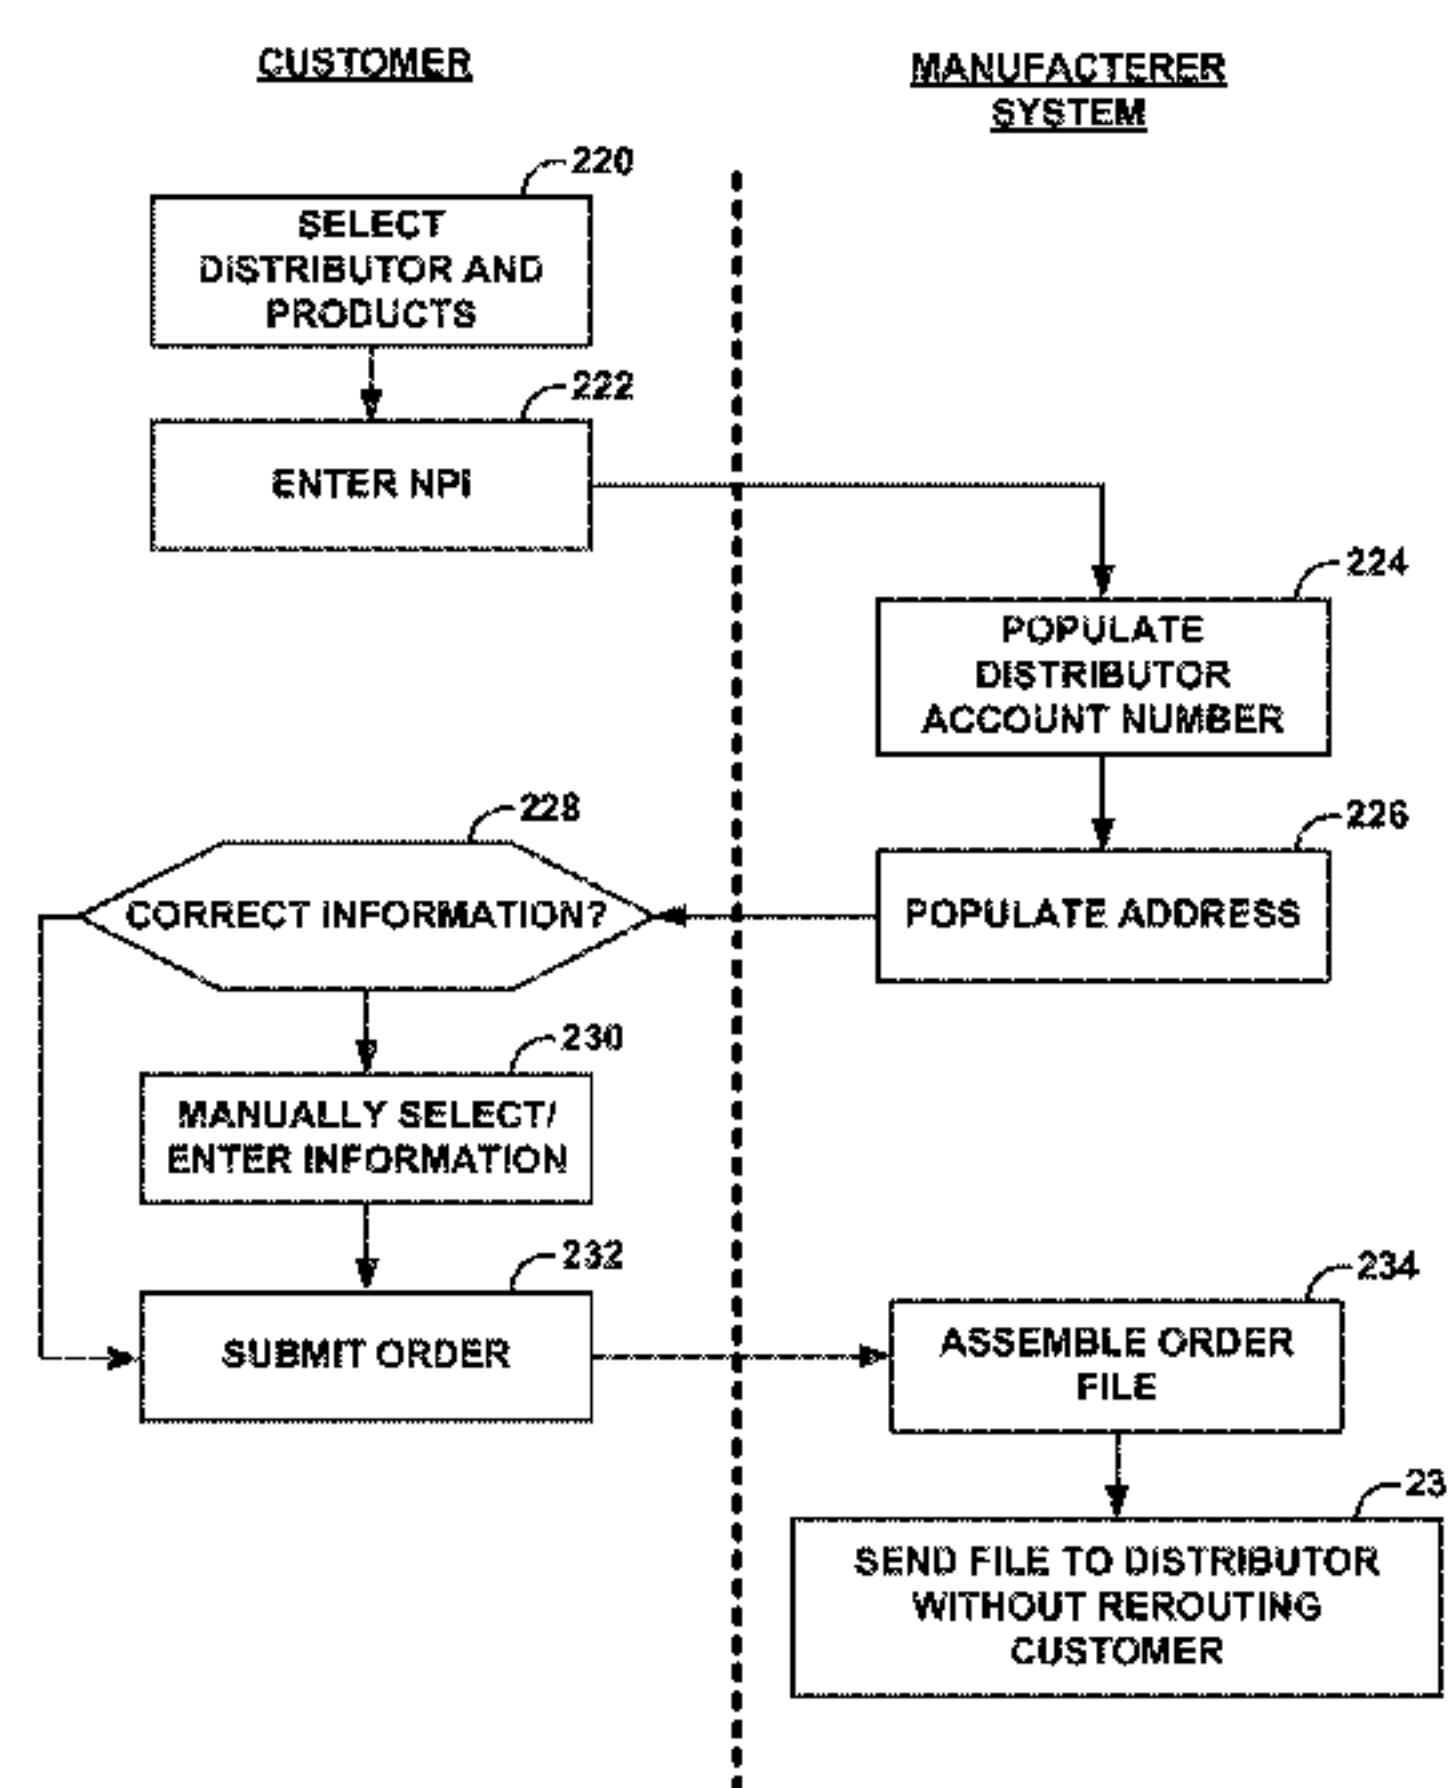 CUSTOMER
MANUFACTERER
SYSTEM
220
SELECT
DISTRIBUTOR AND
PRODUCTS
222
ENTER NPI
224
POPULATE
DISTRIBUTOR
ACCOUNT NUMBER
226
POPULATE ADDRESS
228
CORRECT INFORMATION?
230
MANUALLY SELECT/
ENTER INFORMATION
232
SUBMIT ORDER
234
ASSEMBLE ORDER
FILE
23
SEND FILE TO DISTRIBUTOR
WITHOUT REROUTING
CUSTOMER